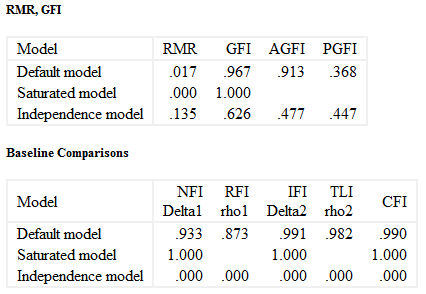 RMR, GFI
Model RMR GFI AGFI PGFI
Default model .017 .967 .913 .368
Saturated model .000 1.000
Independence model .135 .626 .477 .447
Baseline Comparisons
Model NFI Delta1 RFI rho1 IFI Delta2 TLI rho2 CFI
Default model .933 .873 .991 .982 .990
Saturated model 1.000 1.000 1.000
Independence model .000 .000 .000 .000 .000